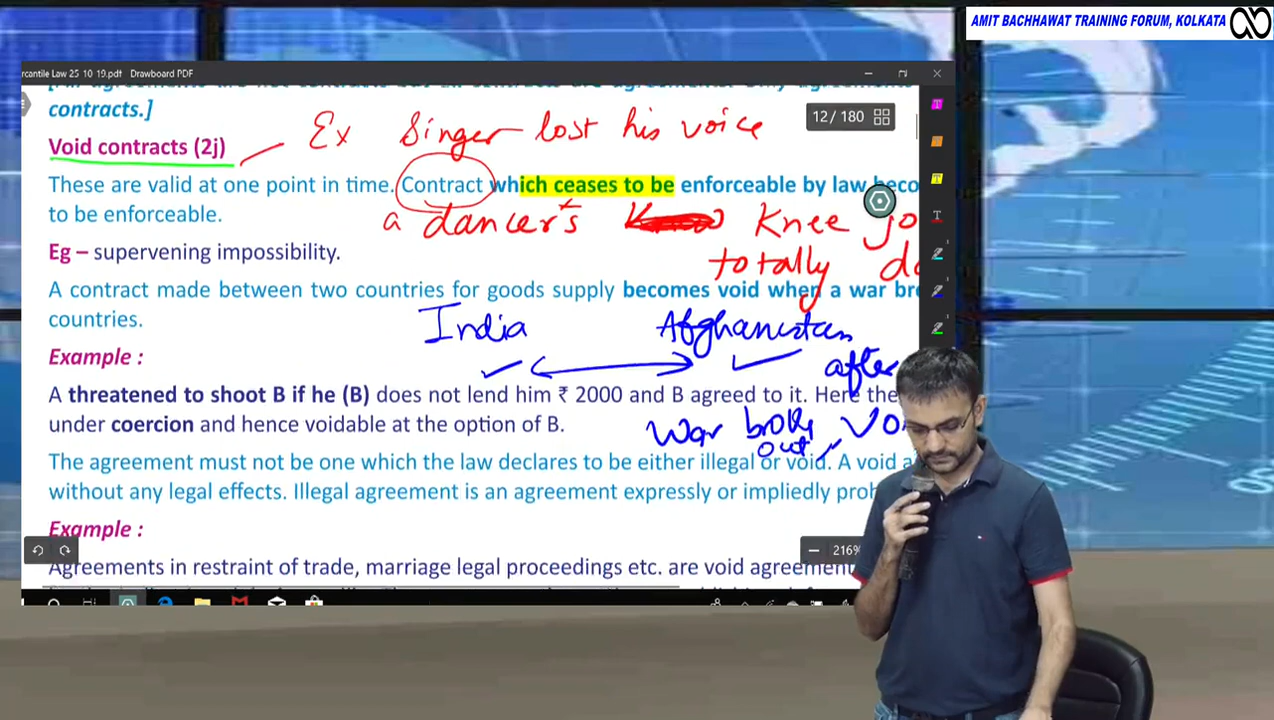 AMIT BACHHAWAT TRAINING FORUM, KOLKATA
rcantile Law 25 10 19.pdf Drawboard PDF
contracts.]
12/180
Void contracts (2j)
Ex Singer lost his voice
These are valid at one point in time. Contract which ceases to be enforceable by law beco
to be enforceable.
a dancer's Knee jo
totally
Eg – supervening impossibility.
A contract made between two countries for goods supply becomes void when a war br
countries.
India Afghanistan
Example :
after
A threatened to shoot B if he (B) does not lend him ₹ 2000 and B agreed to it. Here the
under coercion and hence voidable at the option of B.
War broke out
The agreement must not be one which the law declares to be either illegal or void. A void a
without any legal effects. Illegal agreement is an agreement expressly or impliedly proh
Example :
216%
Agreements in restraint of trade, marriage legal proceedings etc. are void agreement